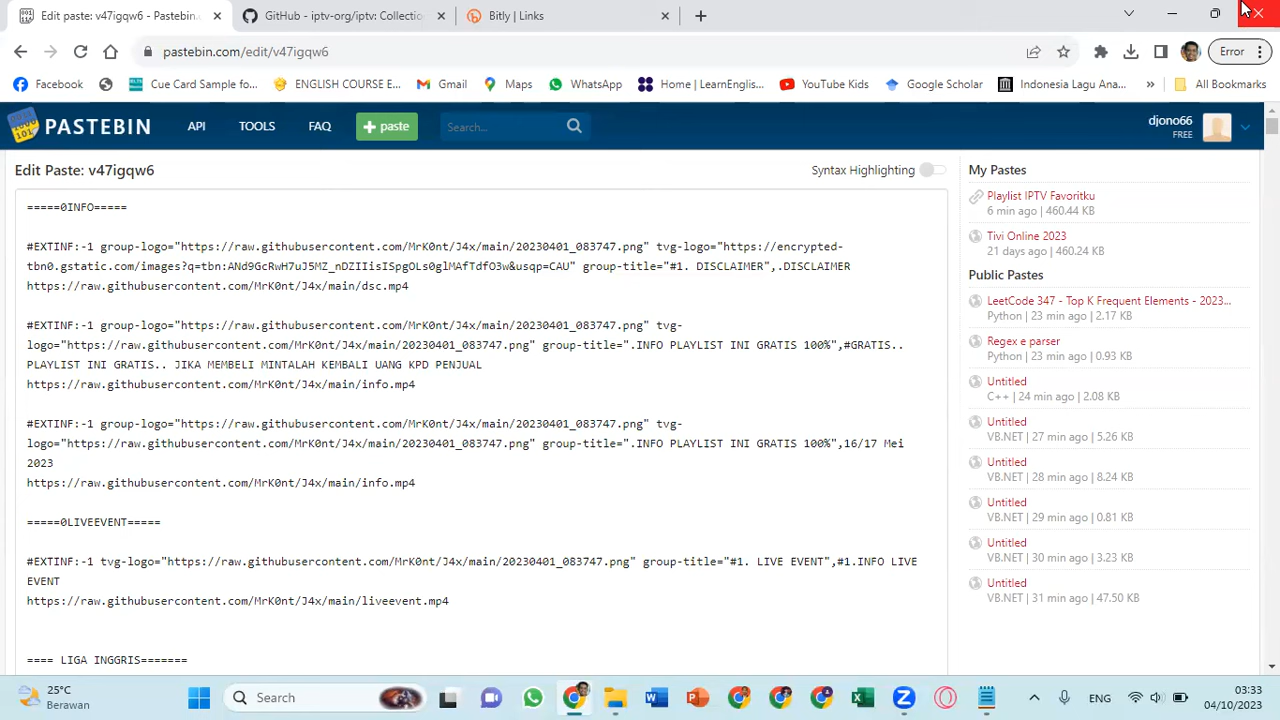 Edit paste: v47igqw6 - Pastebin
GitHub - iptv-org/iptv: Collectio
Bitly | Links
pastebin.com/edit/v47igqw6
Error
Facebook
Cue Card Sample fo
ENGLISH COURSE E...
Gmail
Maps
WhatsApp
Home | LearnEnglish...
YouTube Kids
Google Scholar
Indonesia Lagu Ana...
»
All Bookmarks
PASTEBIN
API
TOOLS
FAQ
+ paste
Search...
djono66
FREE
Edit Paste: v47igqw6
Syntax Highlighting
=====0INFO=====
#EXTINF:-1 group-logo="https://raw.githubusercontent.com/MrK0nt/J4x/main/20230401_083747.png" tvg-logo="https://encrypted-
group-title="#1. DISCLAIMER",.DISCLAIMER
https://raw.githubusercontent.com/MrK0nt/J4x/main/dsc.mp4
#EXTINF:-1 group-logo="https://raw.githubusercontent.com/MrK0nt/J4x/main/20230401_083747.png" tvg-
logo="https://raw.githubusercontent.com/MrK0nt/J4x/main/20230401_083747.png" group-title=".INFO PLAYLIST INI GRATIS 100%",#GRATIS..
PLAYLIST INI GRATIS.. JIKA MEMBELI MINTALAH KEMBALI UANG KPD PENJUAL
https://raw.githubusercontent.com/MrK0nt/J4x/main/info.mp4
#EXTINF:-1 group-logo="https://raw.githubusercontent.com/MrK0nt/J4x/main/20230401_083747.png" tvg-
logo="https://raw.githubusercontent.com/MrK0nt/J4x/main/20230401_083747.png" group-title=".INFO PLAYLIST INI GRATIS 100%",16/17 Mei
2023
https://raw.githubusercontent.com/MrK0nt/J4x/main/info.mp4
=====0LIVEEVENT=====
#EXTINF:-1 tvg-logo="https://raw.githubusercontent.com/MrK0nt/J4x/main/20230401_083747.png" group-title="#1. LIVE EVENT",#1.INFO LIVE
EVENT
https://raw.githubusercontent.com/MrK0nt/J4x/main/liveevent.mp4
==== LIGA INGGRIS=======
My Pastes
Playlist IPTV Favoritku
6 min ago | 460.44 KB
Tivi Online 2023
21 days ago | 460.24 KB
Public Pastes
LeetCode 347 - Top K Frequent Elements - 2023...
Python | 23 min ago | 2.17 KB
Regex e parser
Python | 23 min ago | 0.93 KB
Untitled
C++ | 24 min ago | 2.08 KB
Untitled
VB.NET | 27 min ago | 5.26 KB
Untitled
VB.NET | 28 min ago | 8.24 KB
Untitled
VB.NET | 29 min ago | 0.81 KB
Untitled
VB.NET | 30 min ago | 3.23 KB
Untitled
VB.NET | 31 min ago | 47.50 KB
25°C
Berawan
Search
ENG
03:33
04/10/2023